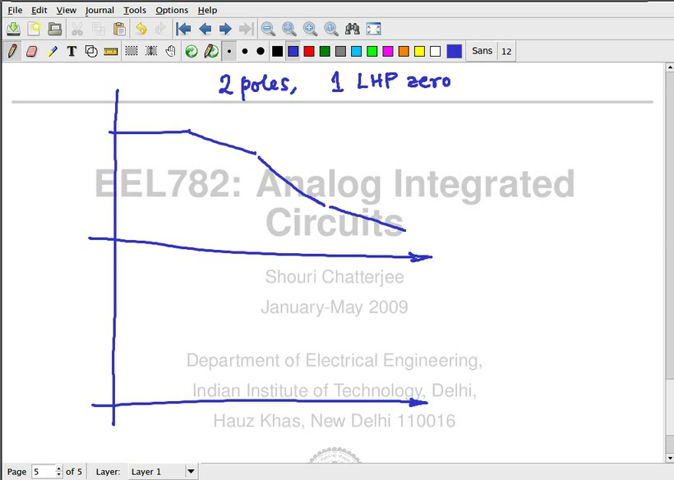 File Edit View Journal Tools Options Help
Sans 12
2 poles, 1 LHP zero
EEL782: Analog Integrated
Circuits
Shouri Chatterjee
January-May 2009
Department of Electrical Engineering,
Indian Institute of Technology, Delhi,
Hauz Khas, New Delhi 110016
Page 5 of 5 Layer: Layer 1